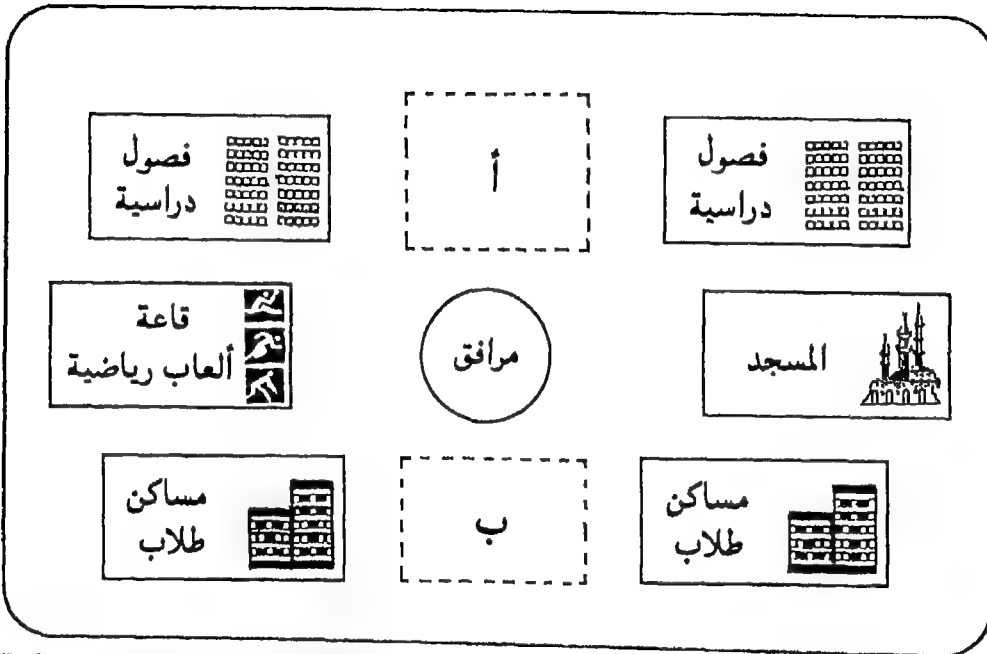 فصول
دراسية
أ
فصول
دراسية
المسجد
مرافق
قاعة
ألعاب رياضية
مساكن
طلاب
ب
مساكن
طلاب